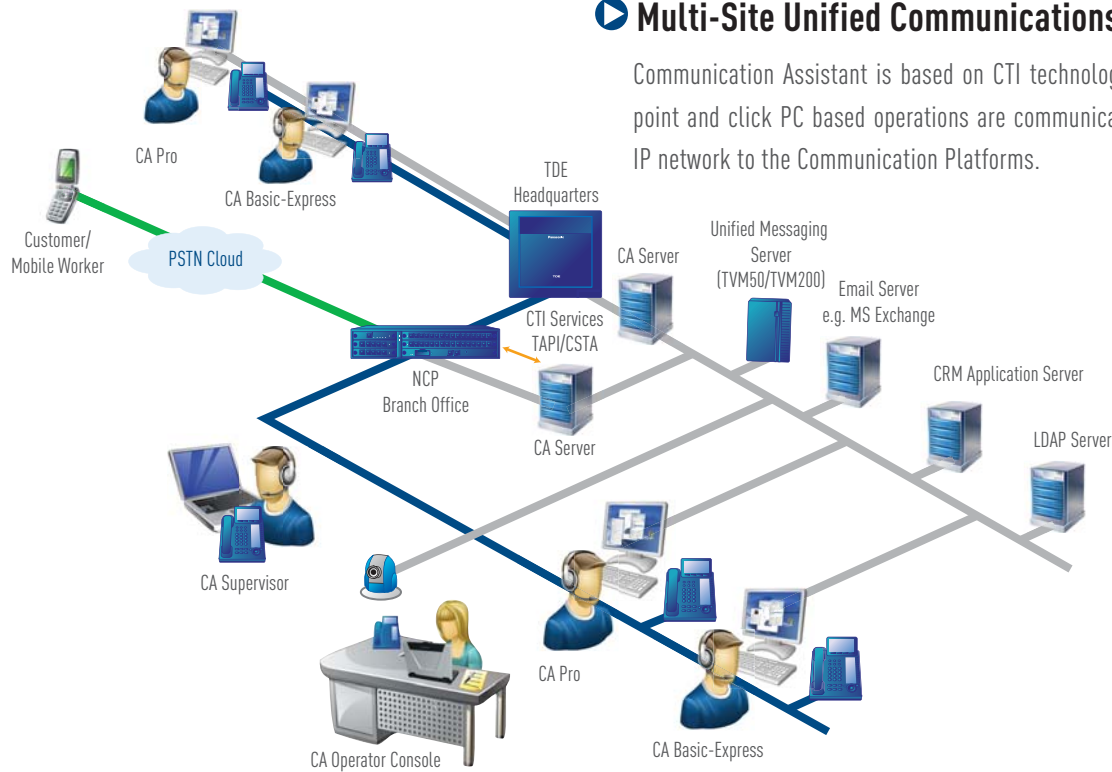 Multi-Site Unified Communications
Communication Assistant is based on CTI
point and click PC based operations are
IP network to the Communication Platforms.
CA Pro
CA Basic-Express
Customer/
Mobile Worker
PSTN Cloud
TDE
Headquarters
Panasonic
TDE
CA Server
Unified Messaging
Server
(TVM50/TVM200)
Email Server
e.g. MS Exchange
CTI Services
TAPI/CSTA
NCP
Branch Office
CA Server
CRM Application Server
LDAP Server
CA Supervisor
CA Pro
CA Operator Console
CA Basic-Express